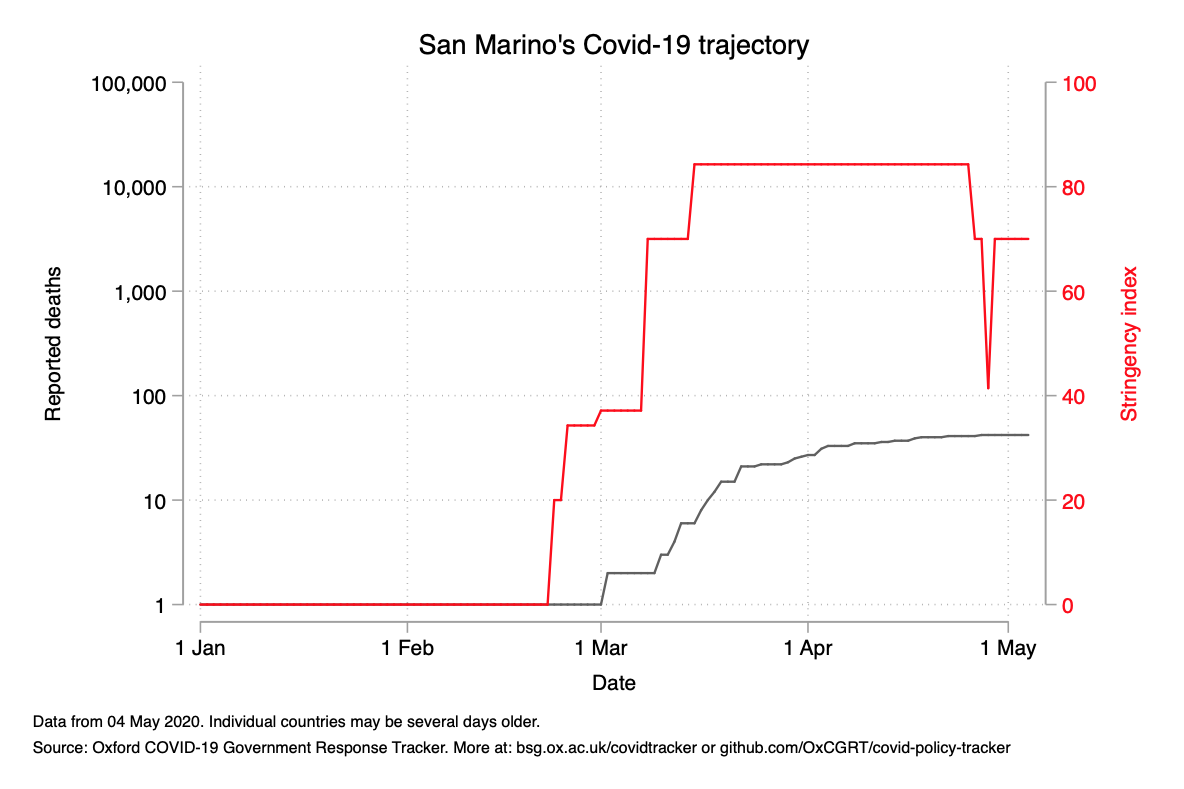 San Marino's Covid-19 trajectory
100,000
10,000
1,000
100
10
1
Reported deaths
100
80
60
40
20
0
Stringency index
1 Jan
1 Feb
1 Mar
1 Apr
1 May
Date
Data from 04 May 2020. Individual countries may be several days older.
Source: Oxford COVID-19 Government Response Tracker. More at: bsg.ox.ac.uk/covidtracker or github.com/OxCGRT/covid-policy-tracker